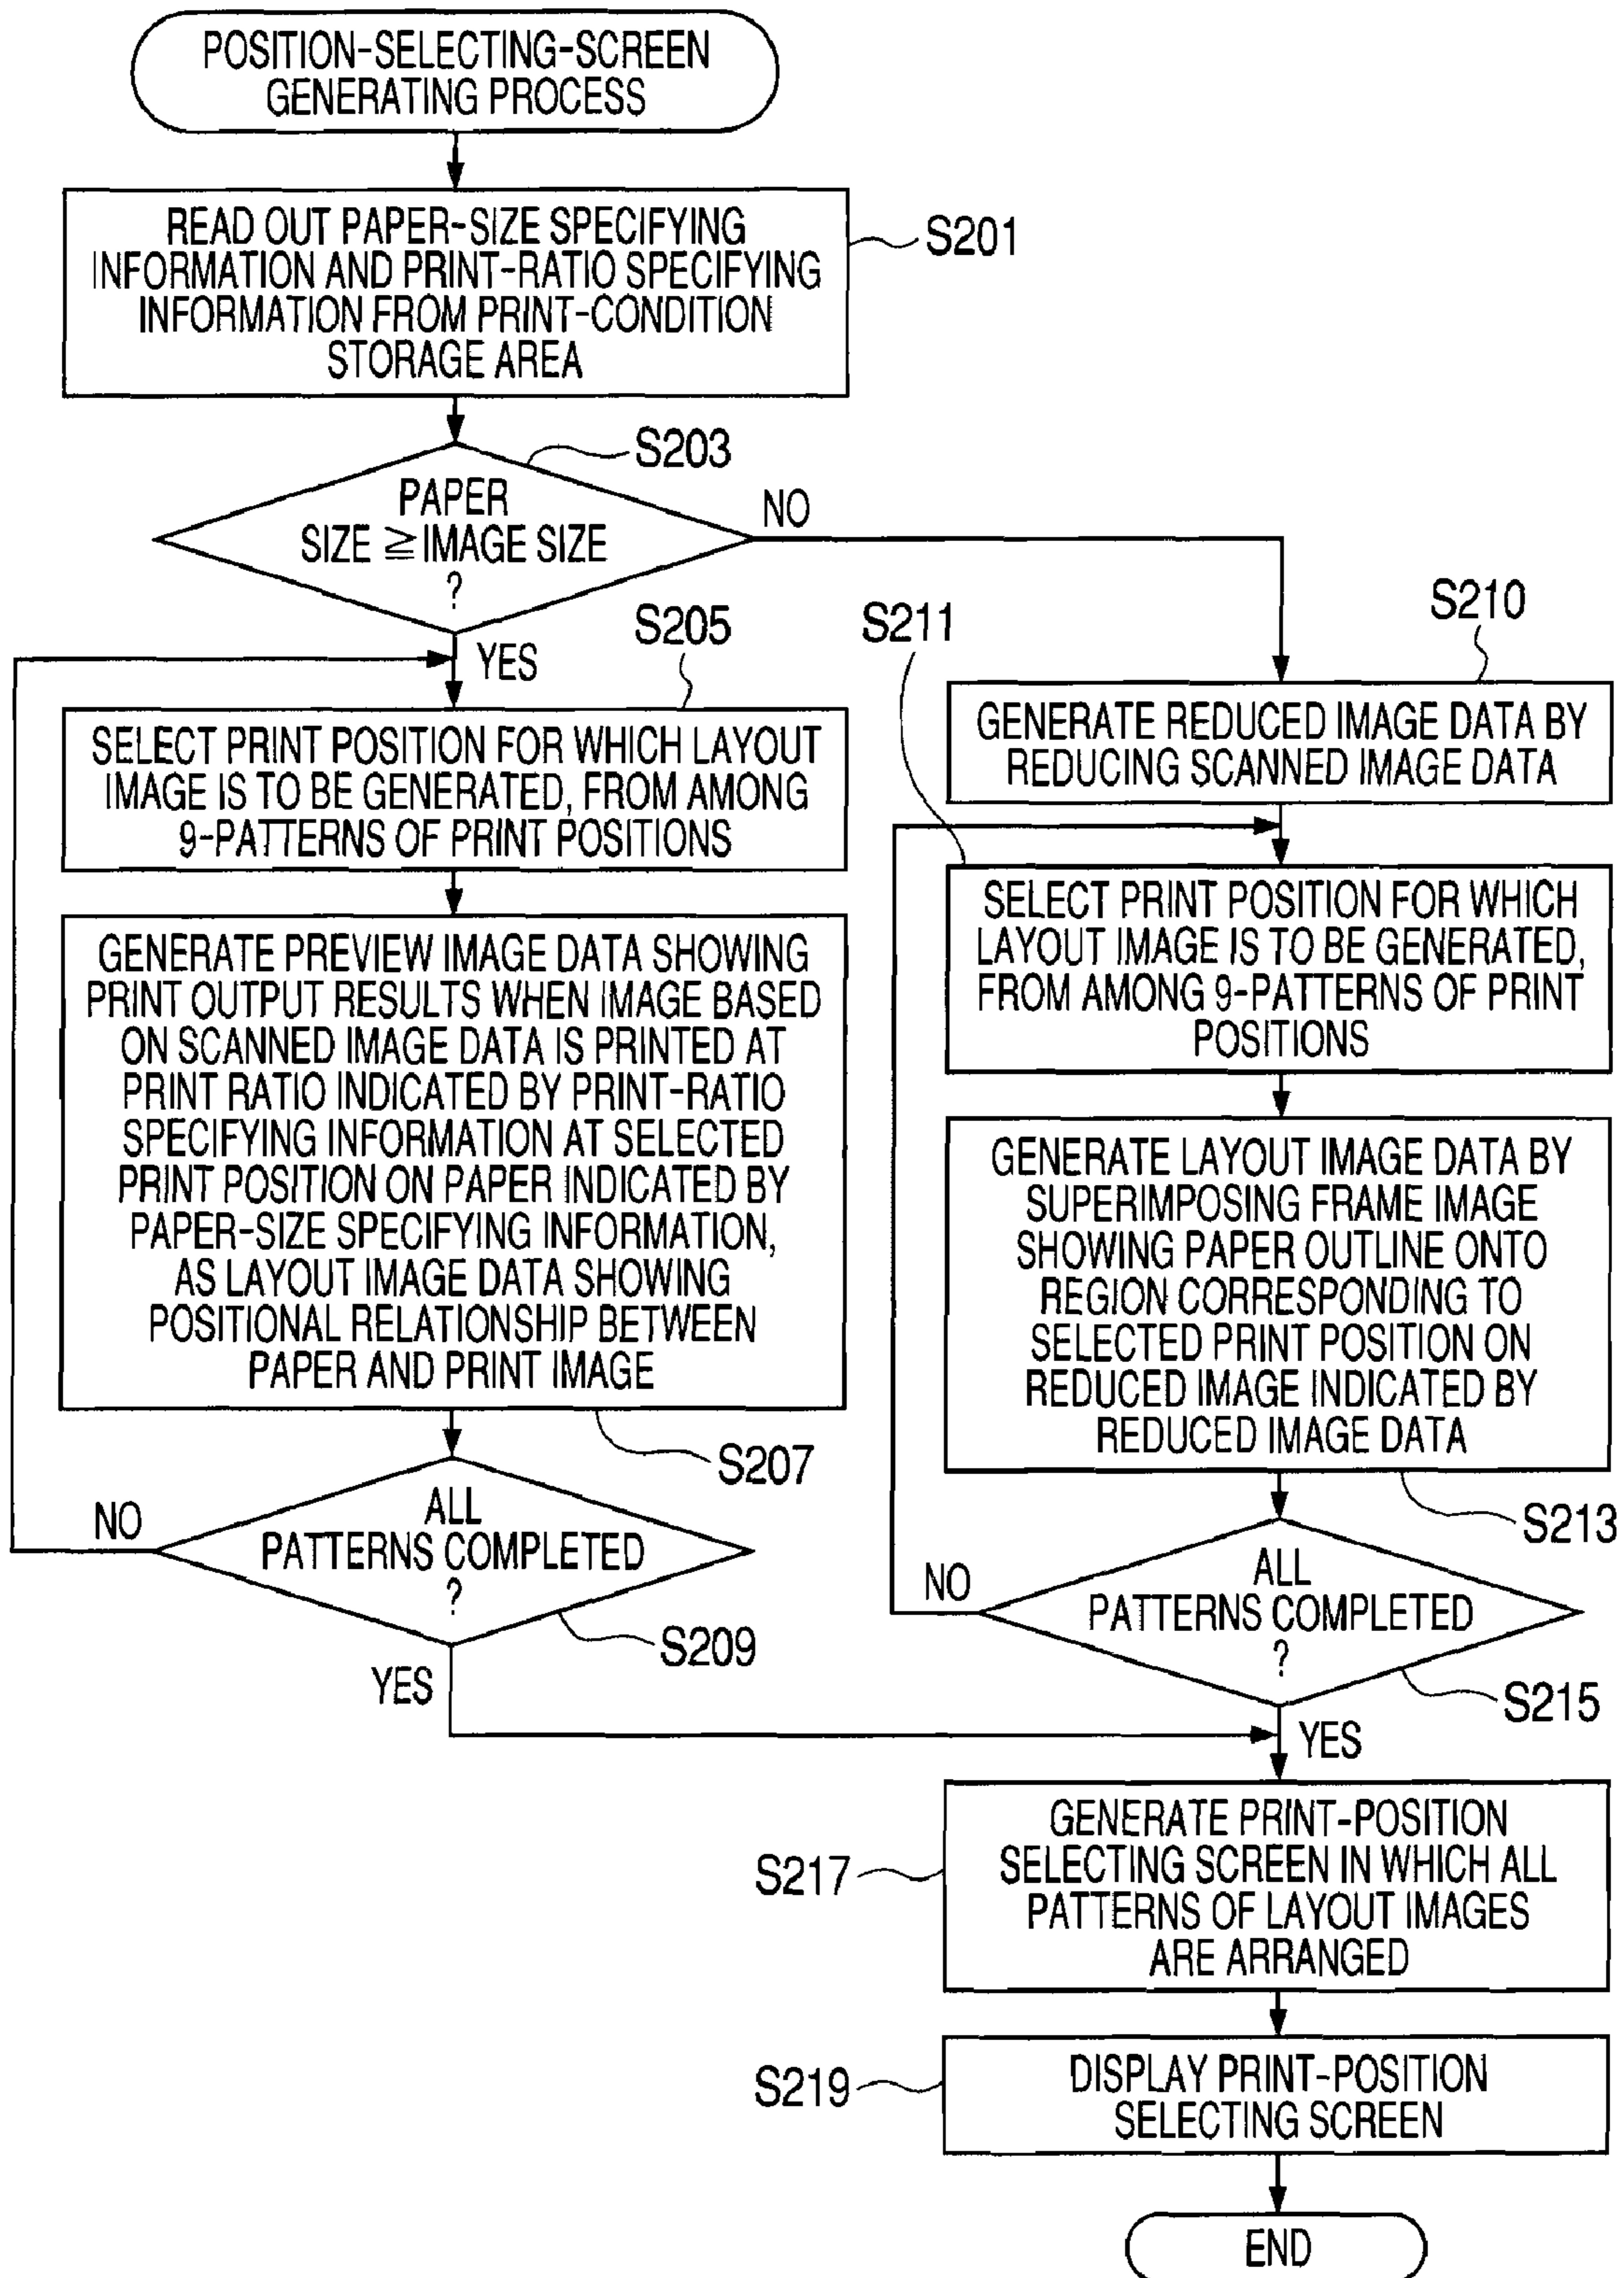 POSITION-SELECTING-SCREEN
GENERATING PROCESS
READ OUT PAPER-SIZE SPECIFYING
INFORMATION AND PRINT-RATIO SPECIFYING
INFORMATION FROM PRINT-CONDITION
STORAGE AREA
S201
S203
PAPER
SIZE ≧ IMAGE SIZE
?
NO
YES
S205
SELECT PRINT POSITION FOR WHICH LAYOUT
IMAGE IS TO BE GENERATED, FROM AMONG
9-PATTERNS OF PRINT POSITIONS
GENERATE PREVIEW IMAGE DATA SHOWING
PRINT OUTPUT RESULTS WHEN IMAGE BASED
ON SCANNED IMAGE DATA IS PRINTED AT
PRINT RATIO INDICATED BY PRINT-RATIO
SPECIFYING INFORMATION AT SELECTED
PRINT POSITION ON PAPER INDICATED BY
PAPER-SIZE SPECIFYING INFORMATION,
AS LAYOUT IMAGE DATA SHOWING
POSITIONAL RELATIONSHIP BETWEEN
PAPER AND PRINT IMAGE
S207
NO
ALL
PATTERNS COMPLETED
?
S209
YES
S210
GENERATE REDUCED IMAGE DATA BY
REDUCING SCANNED IMAGE DATA
S211
SELECT PRINT POSITION FOR WHICH
LAYOUT IMAGE IS TO BE GENERATED,
FROM AMONG 9-PATTERNS OF PRINT
POSITIONS
GENERATE LAYOUT IMAGE DATA BY
SUPERIMPOSING FRAME IMAGE
SHOWING PAPER OUTLINE ONTO
REGION CORRESPONDING TO
SELECTED PRINT POSITION ON
REDUCED IMAGE INDICATED BY
REDUCED IMAGE DATA
S213
NO
ALL
PATTERNS COMPLETED
?
S215
YES
GENERATE PRINT-POSITION
SELECTING SCREEN IN WHICH ALL
PATTERNS OF LAYOUT IMAGES
ARE ARRANGED
S217
DISPLAY PRINT-POSITION
SELECTING SCREEN
S219
END